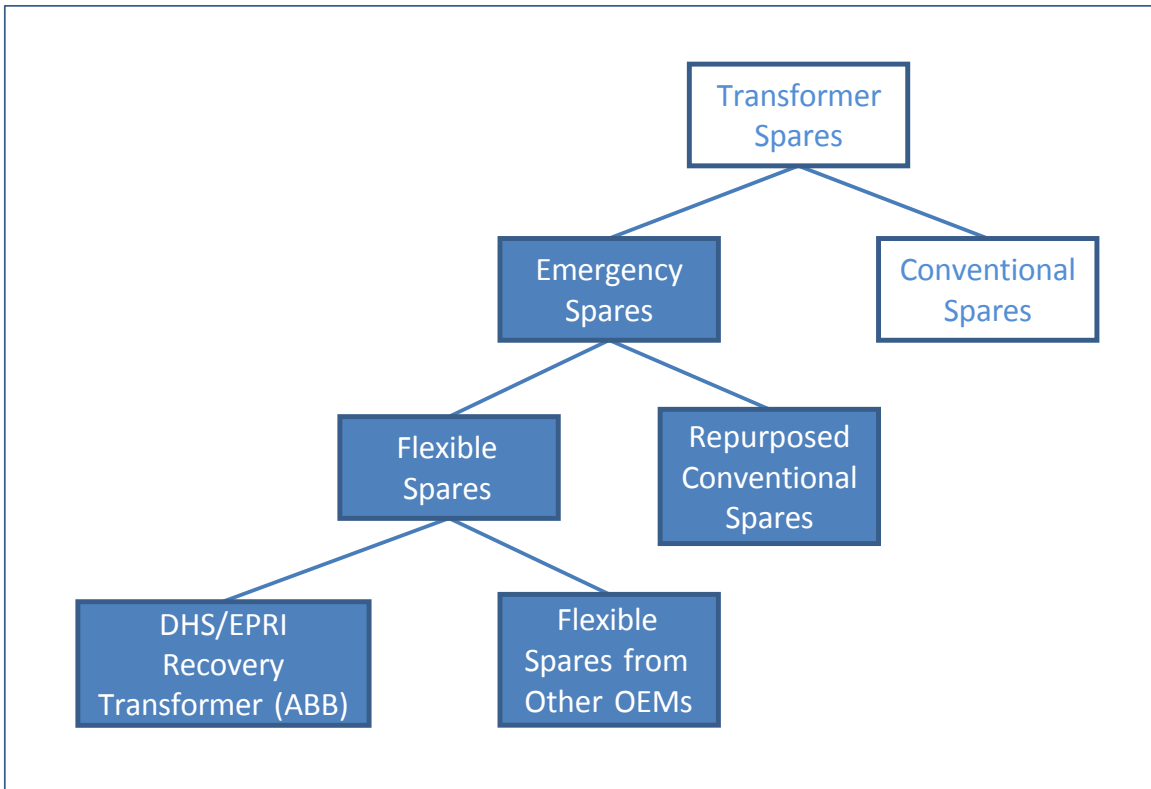 Transformer
Spares
Emergency
Spares
Conventional
Spares
Flexible
Spares
Repurposed
Conventional
Spares
DHS/EPRI
Recovery
Transformer (ABB)
Flexible
Spares from
Other OEMs